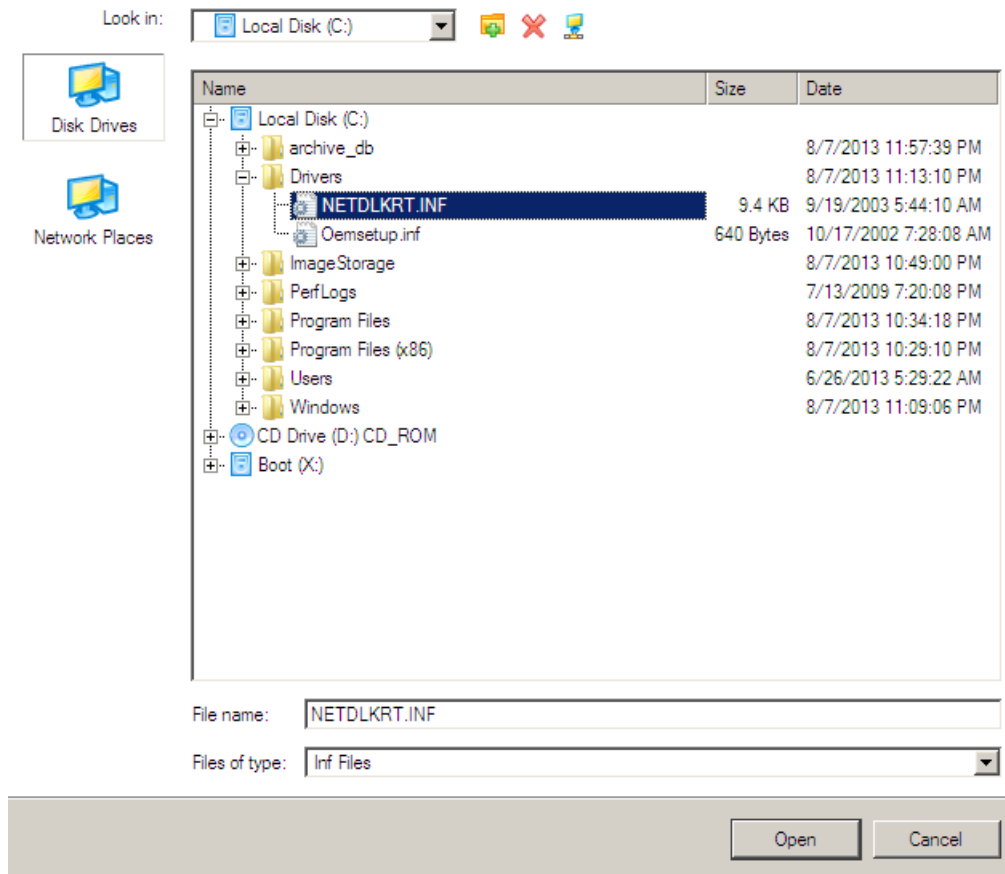 Look in:
Local Disk (C:)
Disk Drives
Network Places
Name Size Date
Local Disk (C:)
archive_db 8/7/2013 11:57:39 PM
Drivers 8/7/2013 11:13:10 PM
NETDLKRT.INF 9.4 KB 9/19/2003 5:44:10 AM
Oemsetup.inf 640 Bytes 10/17/2002 7:28:08 AM
ImageStorage 8/7/2013 10:49:00 PM
PerfLogs 7/13/2009 7:20:08 PM
Program Files 8/7/2013 10:34:18 PM
Program Files (x86) 8/7/2013 10:29:10 PM
Users 6/26/2013 5:29:22 AM
Windows 8/7/2013 11:09:06 PM
CD Drive (D:) CD_ROM
Boot (X:)
File name: NETDLKRT.INF
Files of type: Inf Files
Open Cancel